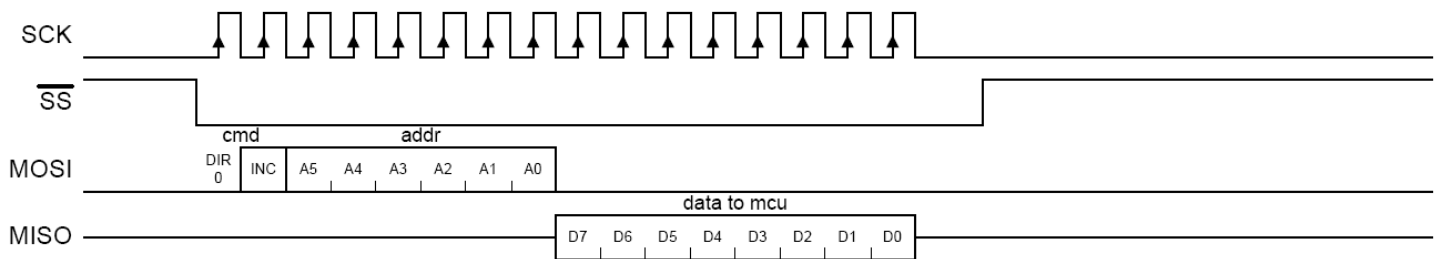 SCK
SS
cmd addr
MOSI DIR 0 INC A5 A4 A3 A2 A1 A0
data to mcu
MISO D7 D6 D5 D4 D3 D2 D1 D0